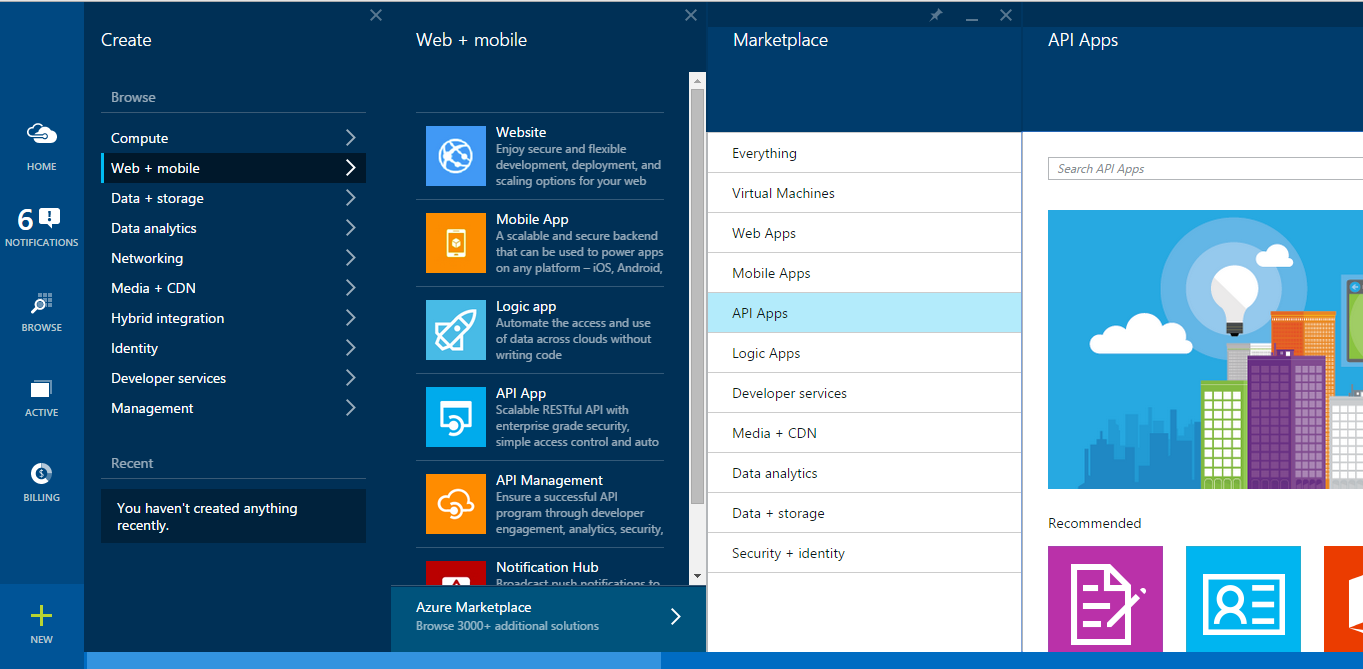 HOME
6
NOTIFICATIONS
BROWSE
ACTIVE
BILLING
NEW
Create
Browse
Compute
Web + mobile
Data + storage
Data analytics
Networking
Media + CDN
Hybrid integration
Identity
Developer services
Management
Recent
You haven't created anything
recently.
Web + mobile
Website
Enjoy secure and flexible
development, deployment, and
scaling options for your web
Mobile App
A scalable and secure backend
that can be used to power apps
on any platform – iOS, Android,
Logic app
Automate the access and use
of data across clouds without
writing code
API App
Scalable RESTful API with
enterprise grade security,
simple access control and auto
API Management
Ensure a successful API
program through developer
engagement, analytics, security,
Notification Hub
Broadcast push notifications to
Azure Marketplace
Browse 3000+ additional solutions
Marketplace
Everything
Virtual Machines
Web Apps
Mobile Apps
API Apps
Logic Apps
Developer services
Media + CDN
Data analytics
Data + storage
Security + identity
API Apps
Search API Apps
Recommended